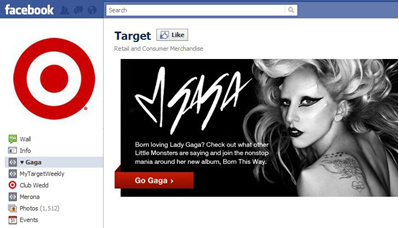 facebook
Search
Target
Like
Retail and Consumer Merchandise
GAGA
Born loving Lady Gaga? Check out what other
Little Monsters are saying and join the nonstop
mania around her new album, Born This Way.
Go Gaga ›
Wall
Info
♥ Gaga
MyTargetWeekly
Club Wedd
Merona
Photos (1,512)
Events